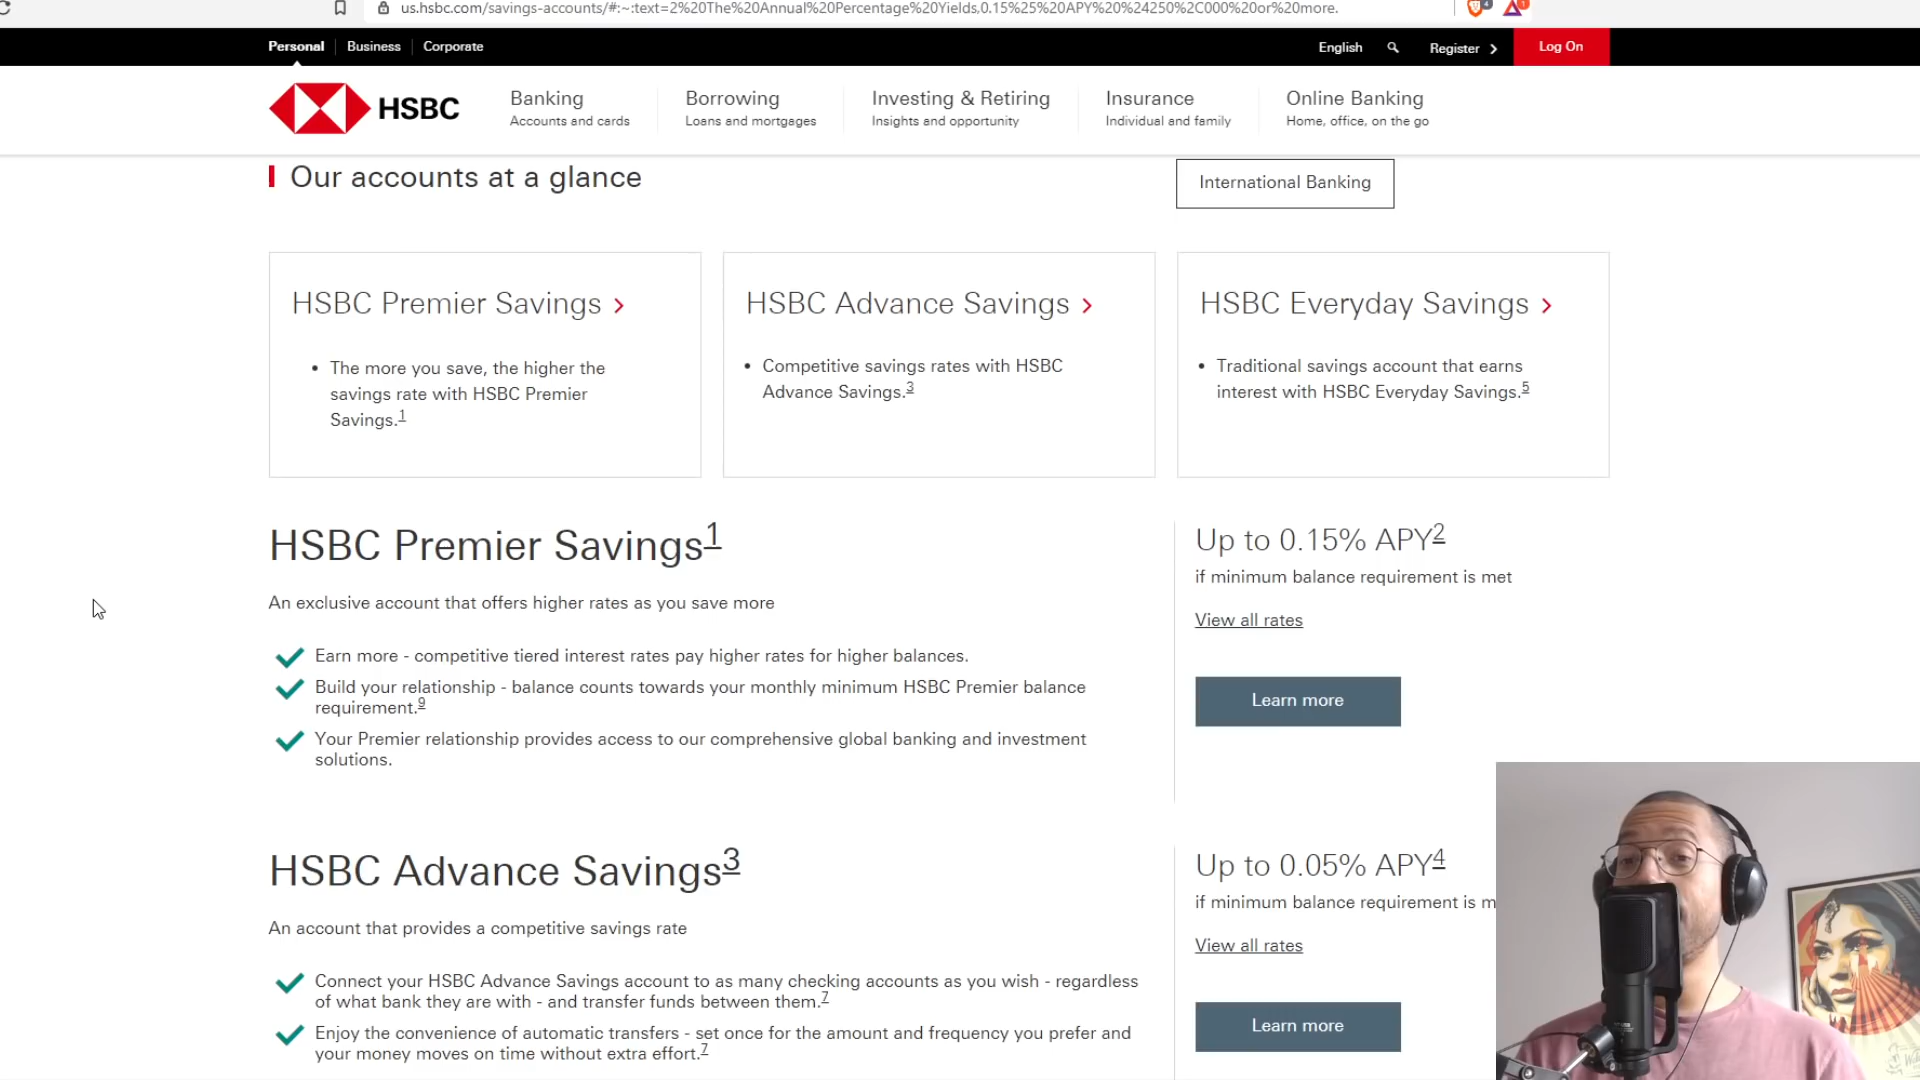 us.hsbc.com/savings-accounts/#:~:text=2%20The%20Annual%20Percentage%20Yields,0.15%25%20APY%20%24250%2C000%20or%20more.
Personal Business Corporate
English Register Log On
HSBC
Banking Borrowing Investing & Retiring Insurance Online Banking
Accounts and cards Loans and mortgages Insights and opportunity Individual and family Home, office, on the go
Our accounts at a glance
International Banking
HSBC Premier Savings
The more you save, the higher the
savings rate with HSBC Premier
Savings.1
HSBC Advance Savings
Competitive savings rates with HSBC
Advance Savings.3
HSBC Everyday Savings
Traditional savings account that earns
interest with HSBC Everyday Savings.5
HSBC Premier Savings1
An exclusive account that offers higher rates as you save more
Earn more - competitive tiered interest rates pay higher rates for higher balances.
Build your relationship - balance counts towards your monthly minimum HSBC Premier balance
requirement.9
Your Premier relationship provides access to our comprehensive global banking and investment
solutions.
Up to 0.15% APY2
if minimum balance requirement is met
View all rates
Learn more
HSBC Advance Savings3
An account that provides a competitive savings rate
Connect your HSBC Advance Savings account to as many checking accounts as you wish - regardless
of what bank they are with - and transfer funds between them.7
Enjoy the convenience of automatic transfers - set once for the amount and frequency you prefer and
your money moves on time without extra effort.7
Up to 0.05% APY4
if minimum balance requirement is m
View all rates
Learn more